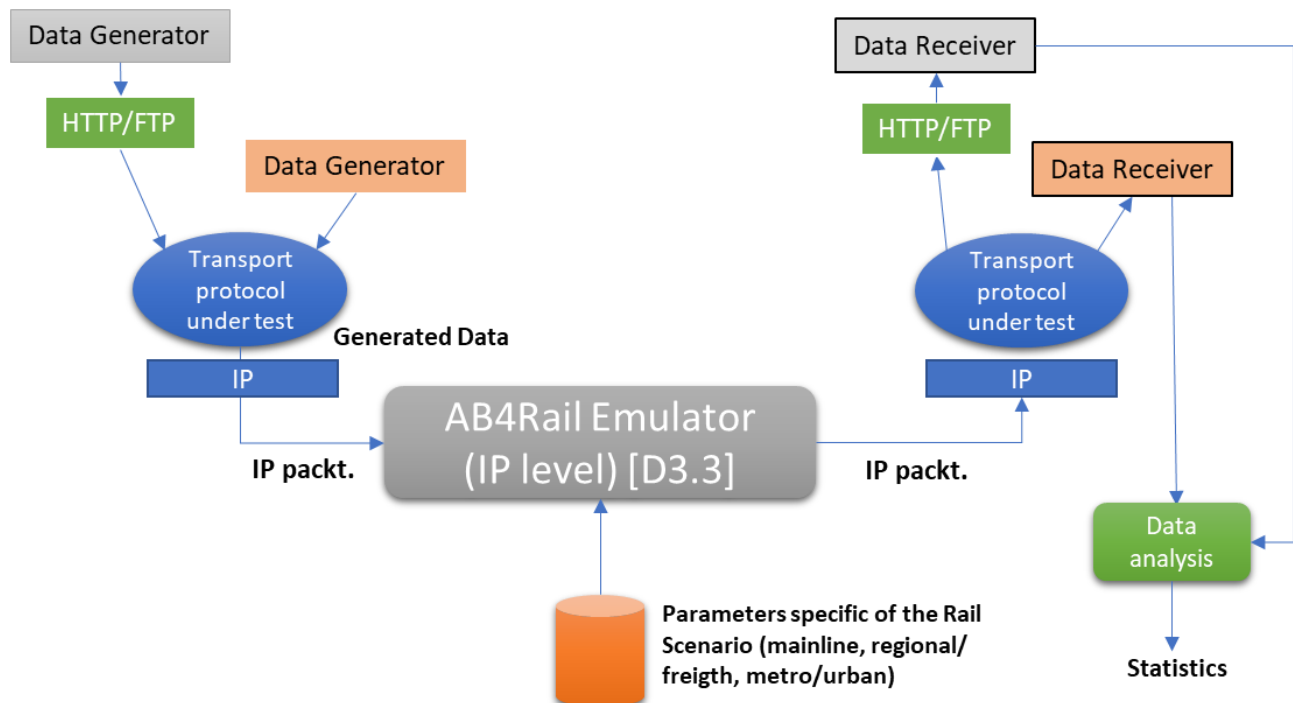 Data Generator
HTTP/FTP
Data Generator
Transport
protocol
under test
Generated Data
IP
IP packt.
AB4Rail Emulator
(IP level) [D3.3]
Parameters specific of the Rail
Scenario (mainline, regional/
freigth, metro/urban)
IP packt.
Data Receiver
HTTP/FTP
Data Receiver
Transport
protocol
under test
IP
Data
analysis
Statistics